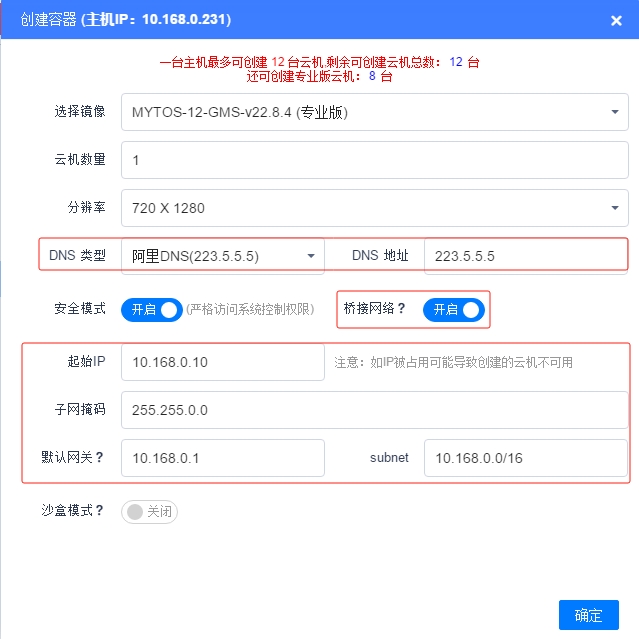 创建容器 (主机IP：10.168.0.231) ×
一台主机最多可创建 12 台云机,剩余可创建云机总数： 12 台
还可创建专业版云机：8 台
选择镜像 MYTOS-12-GMS-v22.8.4 (专业版)
云机数量 1
分辨率 720 X 1280
DNS 类型 阿里DNS(223.5.5.5) DNS 地址 223.5.5.5
安全模式 开启 (严格访问系统控制权限) 桥接网络？ 开启
起始IP 10.168.0.10 注意：如IP被占用可能导致创建的云机不可用
子网掩码 255.255.0.0
默认网关？ 10.168.0.1 subnet 10.168.0.0/16
沙盒模式？ 关闭
确定